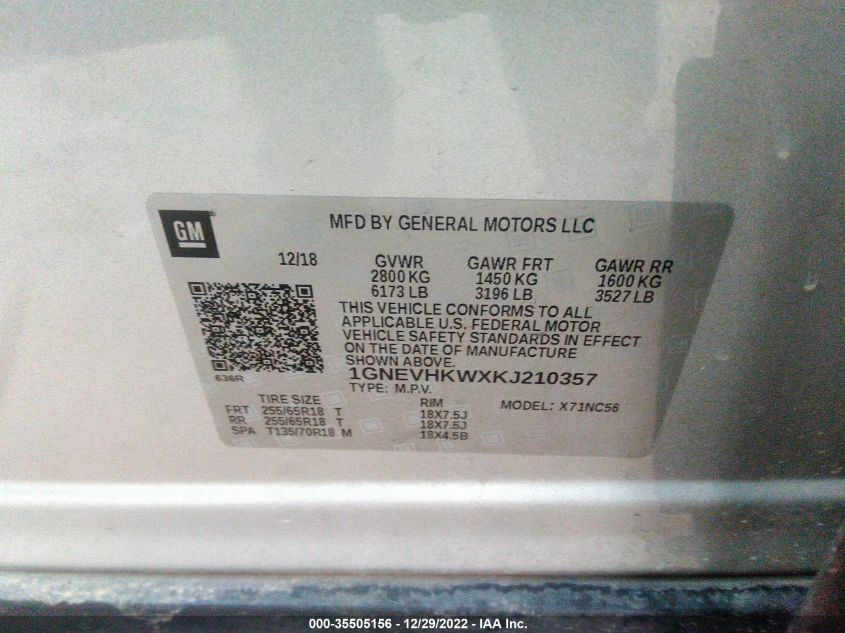 GM
MFD BY GENERAL MOTORS LLC
12/18 GVWR GAWR FRT GAWR RR
2800 KG 1450 KG 1600 KG
6173 LB 3196 LB 3527 LB
THIS VEHICLE CONFORMS TO ALL
APPLICABLE U.S. FEDERAL MOTOR
VEHICLE SAFETY STANDARDS IN EFFECT
ON THE DATE OF MANUFACTURE
SHOWN ABOVE.
636R
1GNEVHKWXKJ210357
TYPE: M.P.V.
TIRE SIZE RIM MODEL: X71NC56
FRT 255/65R18 T 18X7.5J
RR 255/65R18 T 18X7.5J
SPA T135/70R18 M 18X4.5B
000-35505156 - 12/29/2022 - IAA Inc.